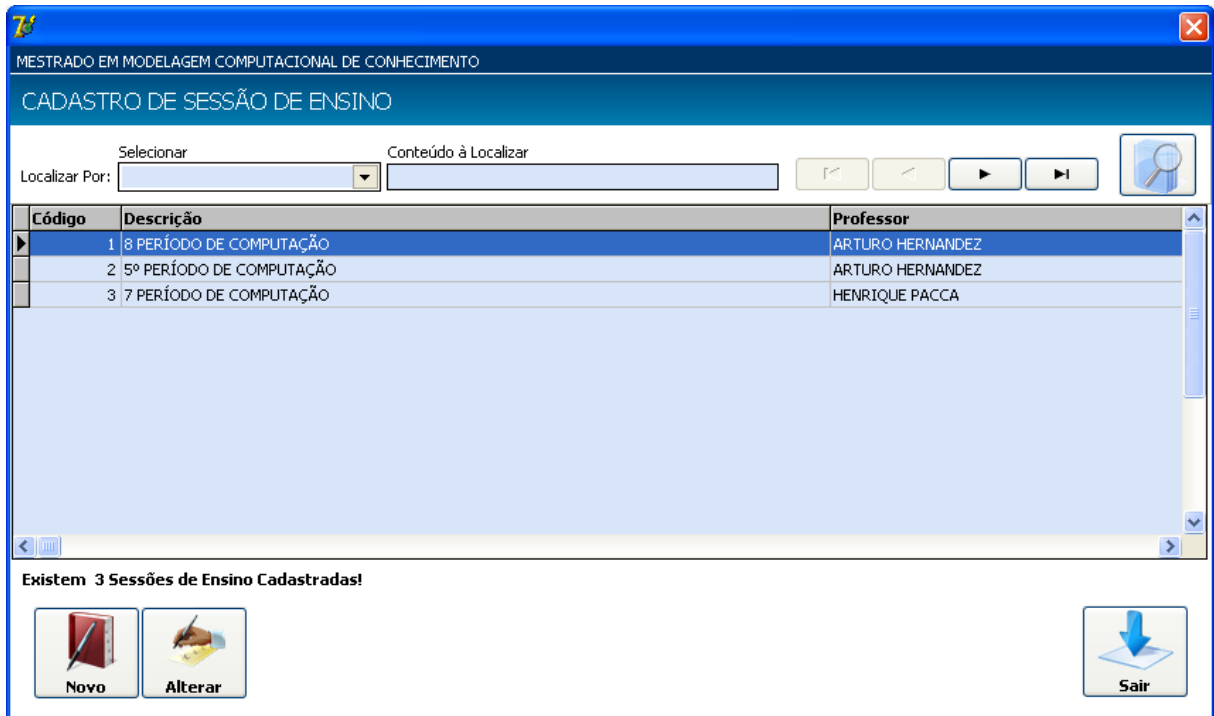 MESTRADO EM MODELAGEM COMPUTACIONAL DE CONHECIMENTO
CADASTRO DE SESSÃO DE ENSINO
Selecionar Conteúdo à Localizar
Localizar Por:
Código Descrição Professor
1 8 PERÍODO DE COMPUTAÇÃO ARTURO HERNANDEZ
2 5º PERÍODO DE COMPUTAÇÃO ARTURO HERNANDEZ
3 7 PERÍODO DE COMPUTAÇÃO HENRIQUE PACCA
Existem 3 Sessões de Ensino Cadastradas!
Novo Alterar Sair